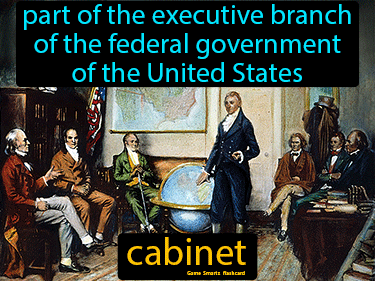 part of the executive branch
of the federal government
of the United States
cabinet
Game Smartz flashcard